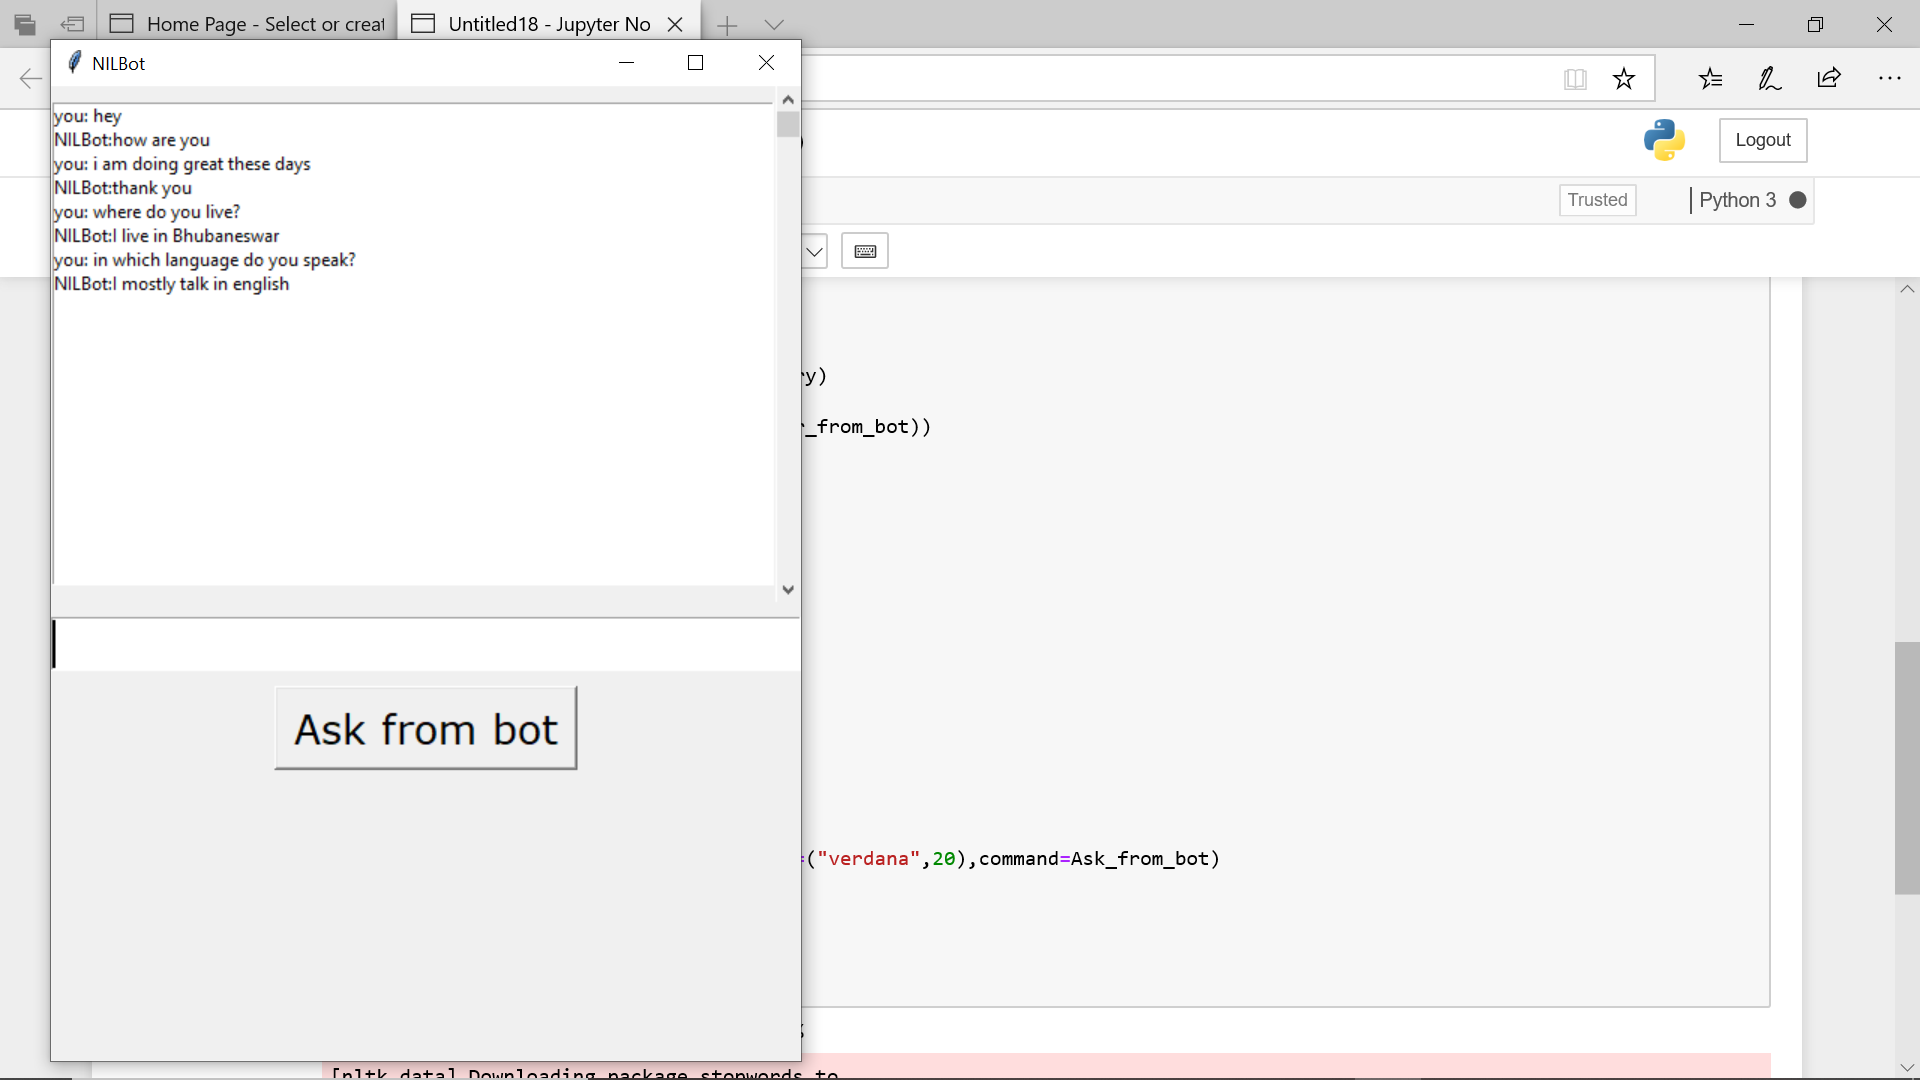 Home Page - Select or creat
Untitled18 - Jupyter No
NILBot
you: hey
NILBot:how are you
you: i am doing great these days
NILBot:thank you
you: where do you live?
NILBot:I live in Bhubaneswar
you: in which language do you speak?
NILBot:I mostly talk in english
Ask from bot
Logout
Trusted
Python 3
y)
_from_bot))
=("verdana",20),command=Ask_from_bot)
[nltk_data] Downloading package stopwords to